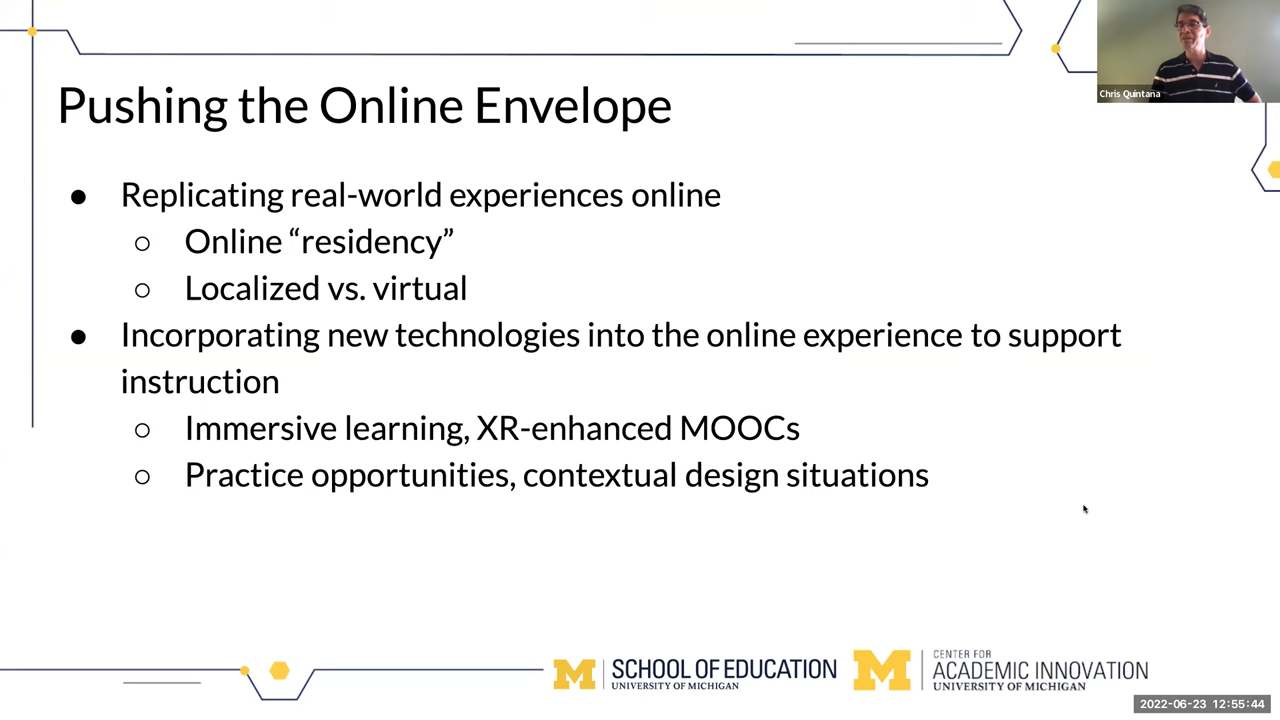 Chris Quintana
Pushing the Online Envelope
● Replicating real-world experiences online
○ Online “residency”
○ Localized vs. virtual
● Incorporating new technologies into the online experience to support
instruction
○ Immersive learning, XR-enhanced MOOCs
○ Practice opportunities, contextual design situations
M SCHOOL OF EDUCATION
UNIVERSITY OF MICHIGAN
M CENTER FOR
ACADEMIC INNOVATION
UNIVERSITY OF MICHIGAN
2022-06-23 12:55:44